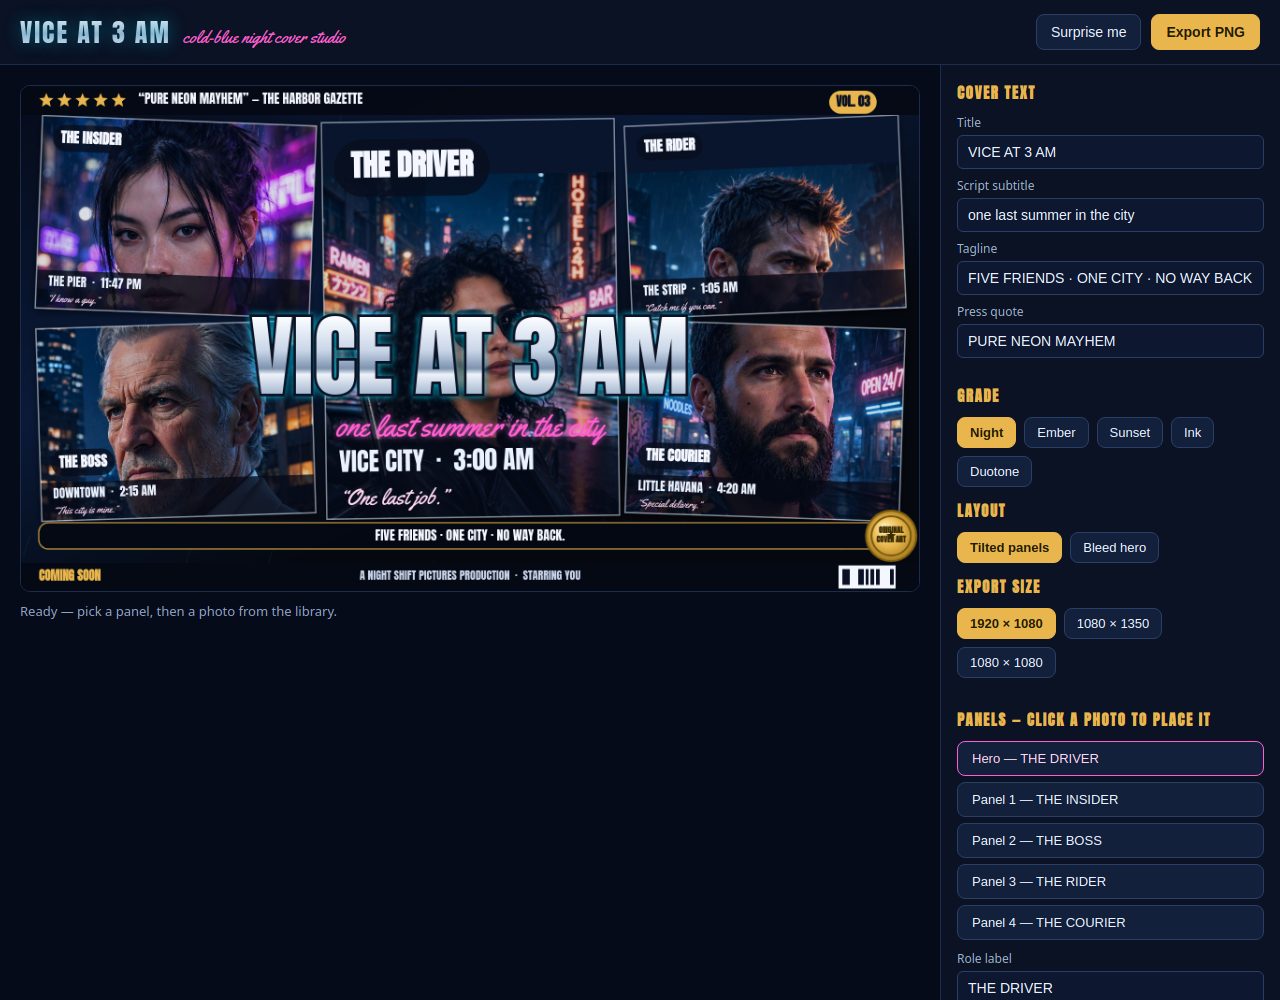 VICE AT 3 AM cold-blue night cover studio
Surprise me
Export PNG
★★★★★ “PURE NEON MAYHEM” — THE HARBOR GAZETTE
VOL. 03
THE INSIDER
THE PIER · 11:47 PM
“I know a guy.”
THE DRIVER
HOTEL·24H
RAMEN
BAR
THE RIDER
THE STRIP · 1:05 AM
“Catch me if you can.”
VICE AT 3 AM
one last summer in the city
VICE CITY · 3:00 AM
“One last job.”
THE BOSS
DOWNTOWN · 2:15 AM
“This city is mine.”
OPEN 24/7
NOODLES
THE COURIER
LITTLE HAVANA · 4:20 AM
“Special delivery.”
FIVE FRIENDS · ONE CITY · NO WAY BACK.
ORIGINAL
COVER ART
COMING SOON
A NIGHT SHIFT PICTURES PRODUCTION · STARRING YOU
Ready — pick a panel, then a photo from the library.
COVER TEXT
Title
VICE AT 3 AM
Script subtitle
one last summer in the city
Tagline
FIVE FRIENDS · ONE CITY · NO WAY BACK
Press quote
PURE NEON MAYHEM
GRADE
Night
Ember
Sunset
Ink
Duotone
LAYOUT
Tilted panels
Bleed hero
EXPORT SIZE
1920 × 1080
1080 × 1350
1080 × 1080
PANELS — CLICK A PHOTO TO PLACE IT
Hero — THE DRIVER
Panel 1 — THE INSIDER
Panel 2 — THE BOSS
Panel 3 — THE RIDER
Panel 4 — THE COURIER
Role label
THE DRIVER